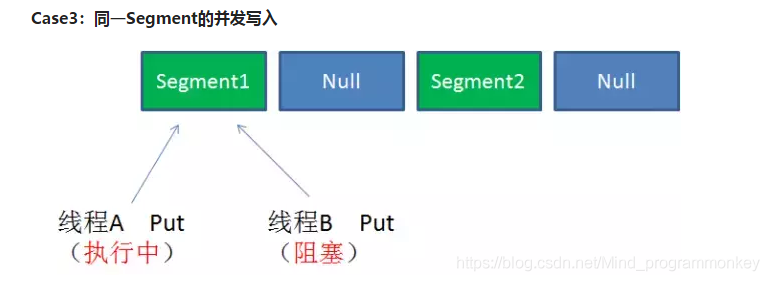 Case3：同一Segment的并发写入
Segment1 Null Segment2 Null
线程A Put 线程B Put
（执行中） （阻塞）
https://blog.csdn.net/Mind_programmonkey